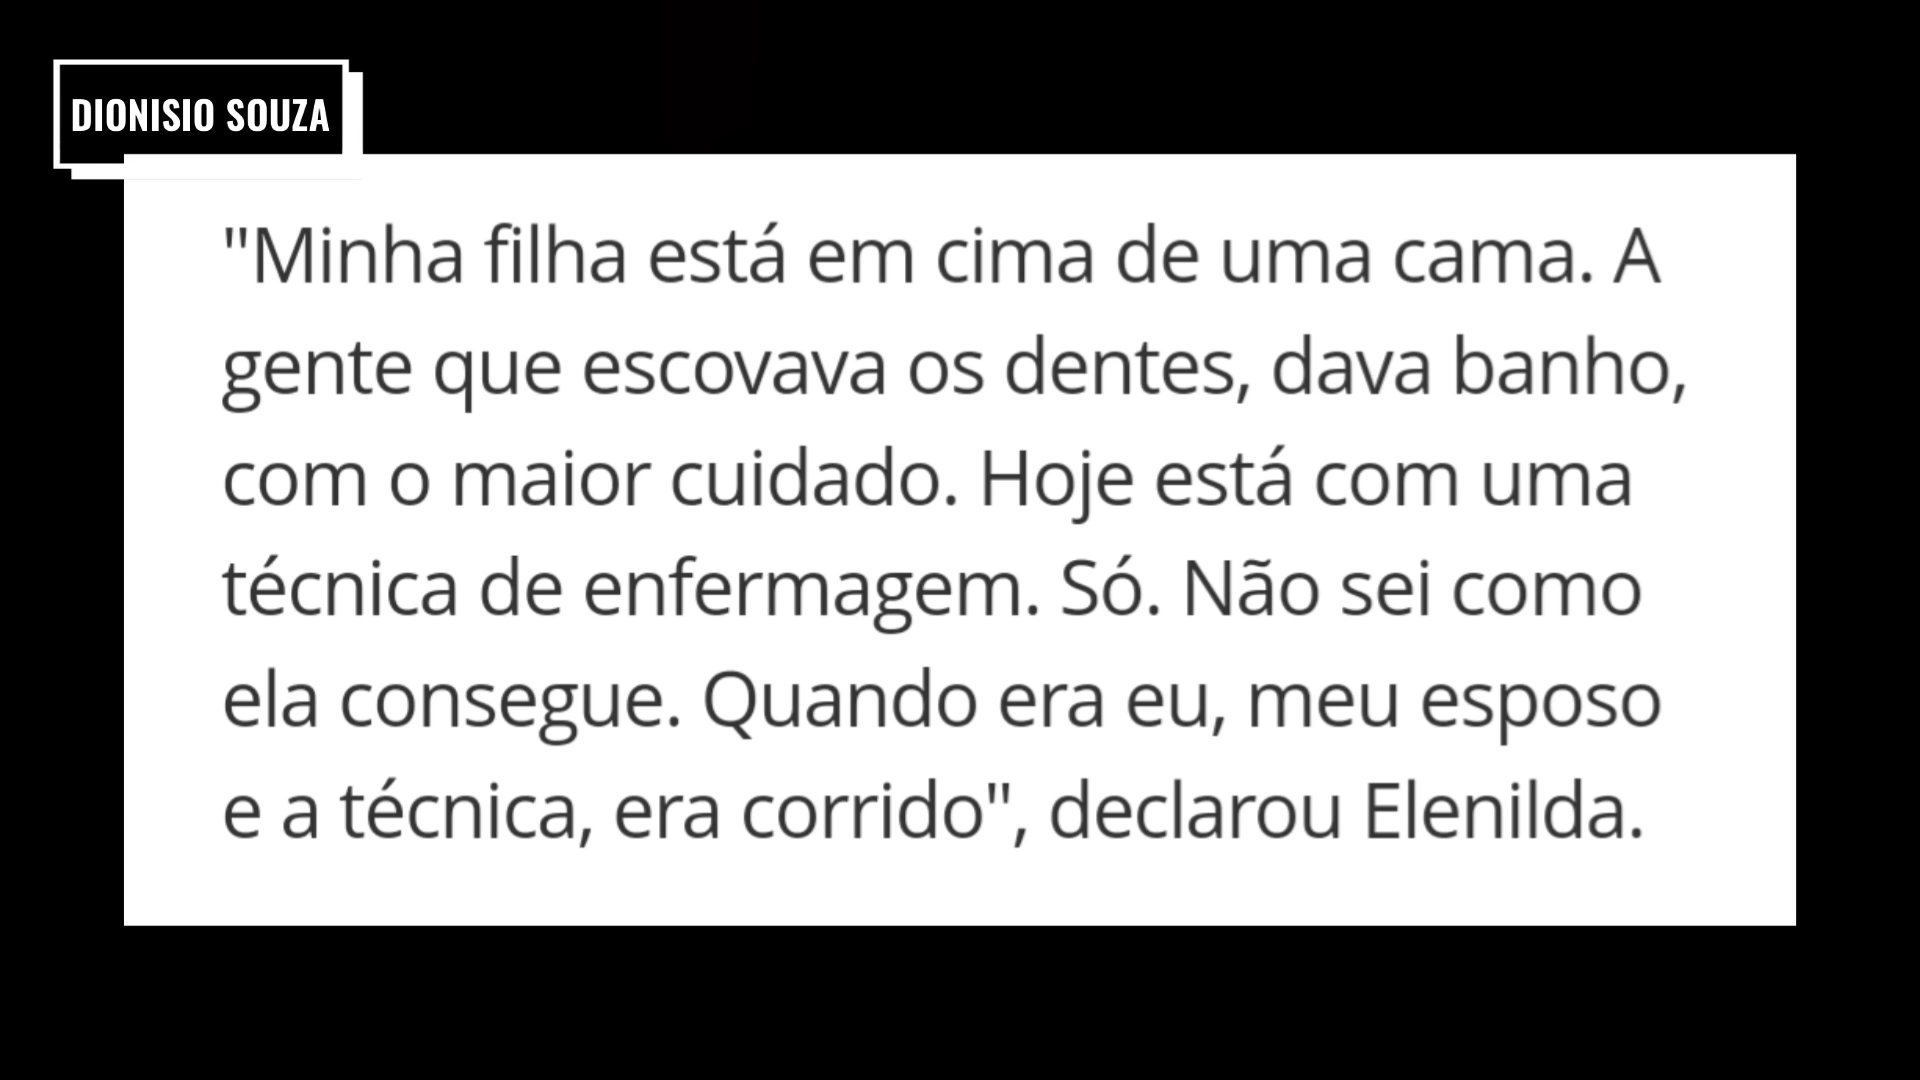 DIONISIO SOUZA
"Minha filha está em cima de uma cama. A
gente que escovava os dentes, dava banho,
com o maior cuidado. Hoje está com uma
técnica de enfermagem. Só. Não sei como
ela consegue. Quando era eu, meu esposo
e a técnica, era corrido", declarou Elenilda.